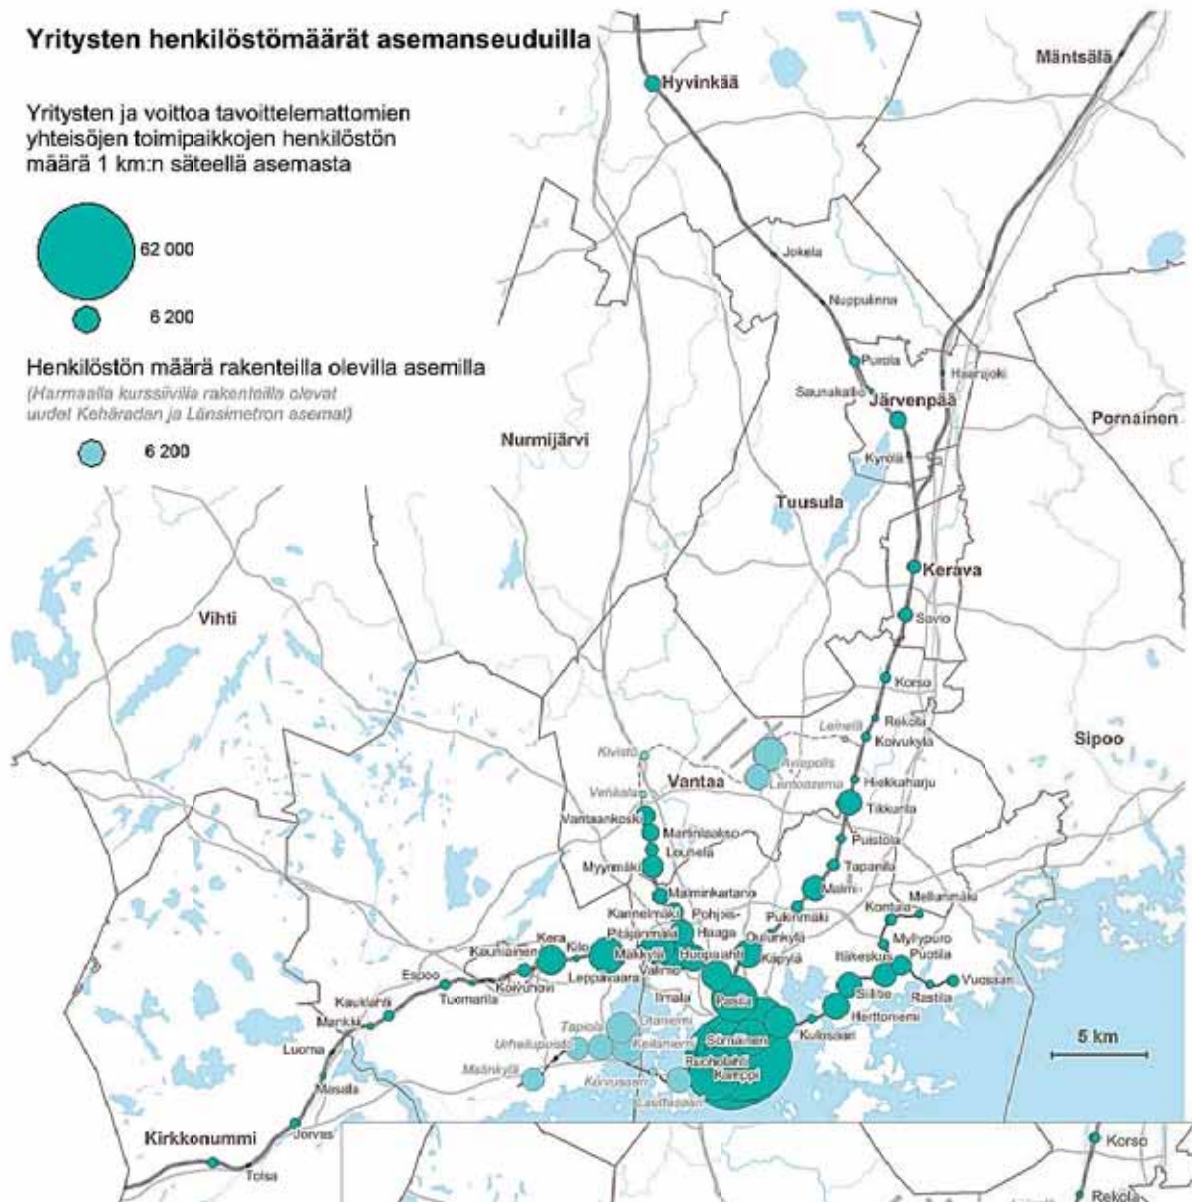 Yritysten henkilöstömäärät asemanseuduilla
Yritysten ja voittoa tavoittelemattomien
yhteisöjen toimipaikkojen henkilöstön
määrä 1 km:n säteellä asemasta
62 000
6 200
Henkilöstön määrä rakenteilla olevilla asemilla
(Harmaalla kurssiivilla rakenteilla olevat
uudet Kehäradan ja Länsimetron asemat)
6 200
Hyvinkää
Mäntsälä
Jokela
Nuppulinna
Purola
Haarajoki
Saunakallio
Järvenpää
Pornainen
Nurmijärvi
Kyrölä
Tuusula
Kerava
Vihti
Savio
Korso
Rekola
Leinelä
Koivukylä
Sipoo
Kivistö
Aviapolis
Vantaa
Lentoasema
Hiekkaharju
Vehkala
Tikkurila
Vantaankoski
Martinlaakso
Puistola
Louhela
Tapanila
Myyrmäki
Malmi
Malminkartano
Mellunmäki
Kontula
Kannelmäki
Pohjois-
Haaga
Pukinmäki
Pitäjänmäki
Oulunkylä
Myllypuro
Kera
Kilo
Mäkkylä
Huopalahti
Käpylä
Itäkeskus
Puotila
Kauniainen
Leppävaara
Valimo
Espoo
Koivuhovi
Tuomarila
Ilmala
Pasila
Siilitie
Rastila
Vuosaari
Kauklahti
Mankki
Herttoniemi
Tapiola
Otaniemi
Sörnäinen
Kulosaari
Urheilupuisto
Keilaniemi
5 km
Luoma
Ruoholahti
Kamppi
Matinkylä
Koivusaari
Masala
Lauttasaari
Jorvas
Kirkkonummi
Tolsa
Korso
Rekola